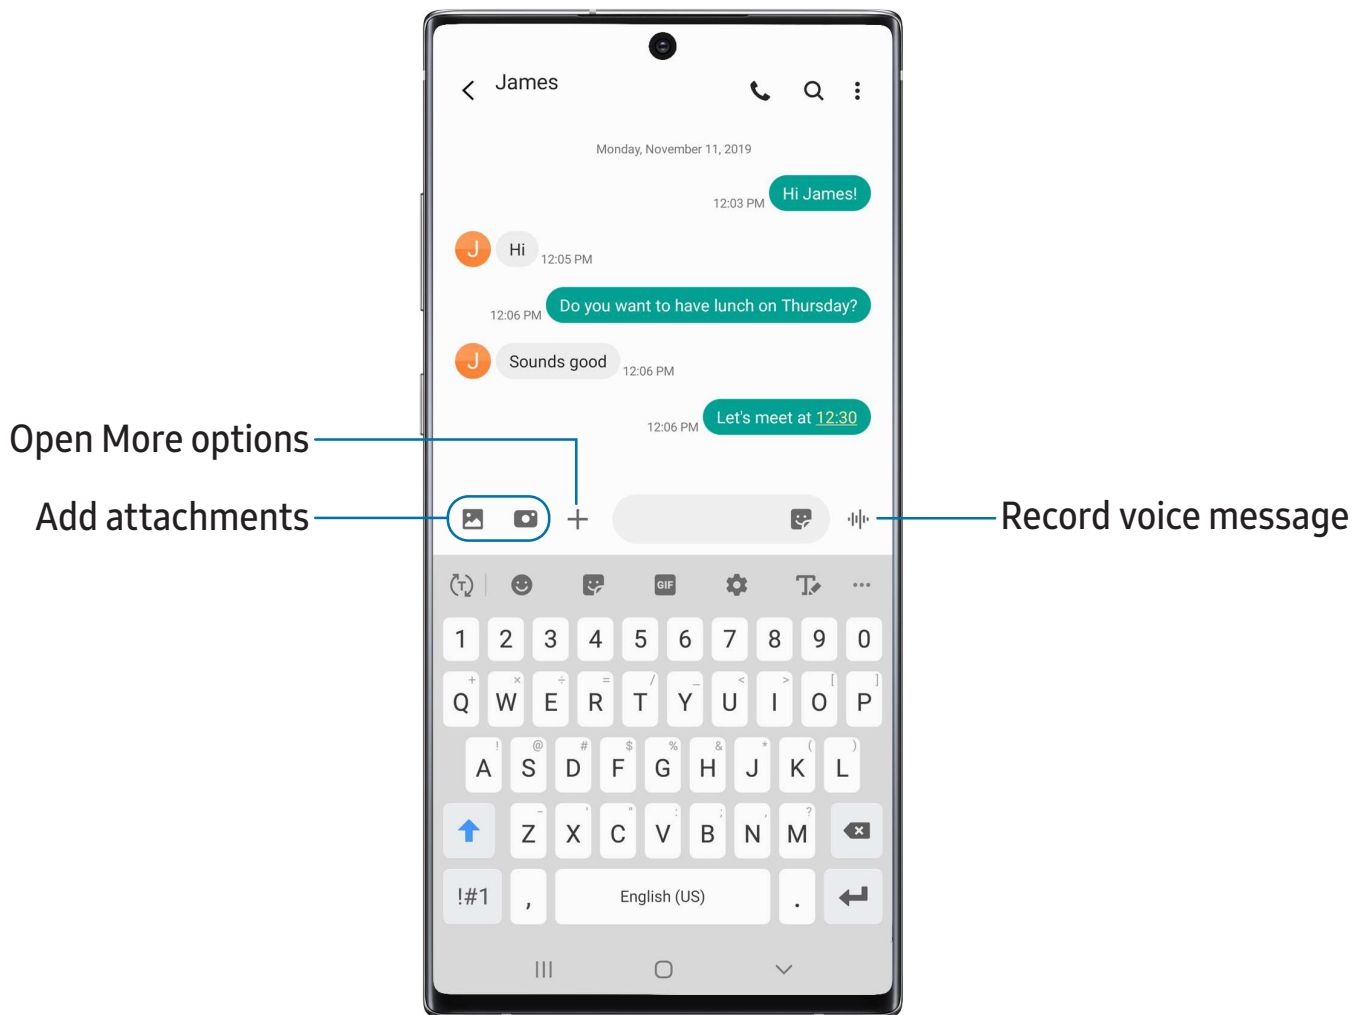 James
Monday, November 11, 2019
12:03 PM Hi James!
J Hi 12:05 PM
12:06 PM Do you want to have lunch on Thursday?
J Sounds good 12:06 PM
12:06 PM Let's meet at 12:30
Open More options
Add attachments
Record voice message
T GIF T
1 2 3 4 5 6 7 8 9 0
+ × ÷ = / _ < > [ ]
Q W E R T Y U I O P
! @ # $ % & * ( )
A S D F G H J K L
- ' " : ; , ?
Z X C V B N M
!#1 , English (US) .